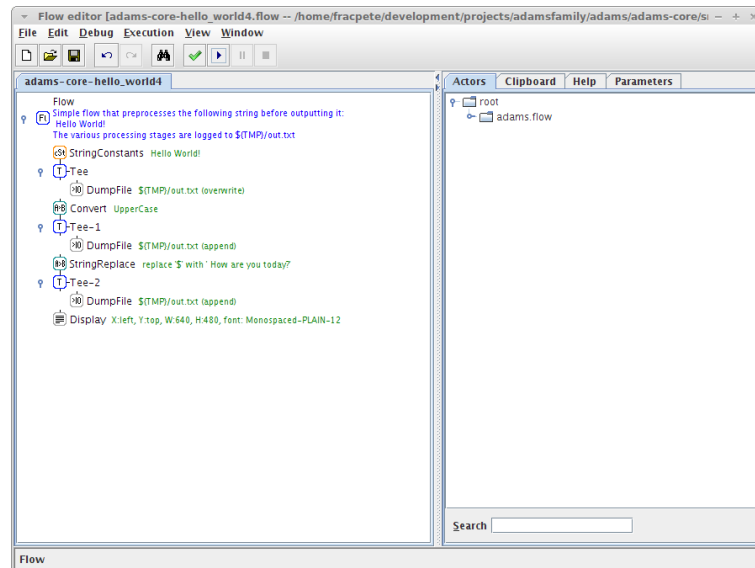 Flow editor [adams-core-hello_world4.flow -- /home/fracpete/development/projects/adamsfamily/adams/adams-core/s
File Edit Debug Execution View Window
adams-core-hello_world4
Actors Clipboard Help Parameters
Flow
Simple flow that preprocesses the following string before outputting it:
Hello World!
The various processing stages are logged to $(TMP)/out.txt
StringConstants Hello World!
Tee
DumpFile $(TMP)/out.txt (overwrite)
Convert UpperCase
Tee-1
DumpFile $(TMP)/out.txt (append)
StringReplace replace '$' with ' How are you today?'
Tee-2
DumpFile $(TMP)/out.txt (append)
Display X:left, Y:top, W:640, H:480, font: Monospaced-PLAIN-12
root
adams.flow
Search
Flow